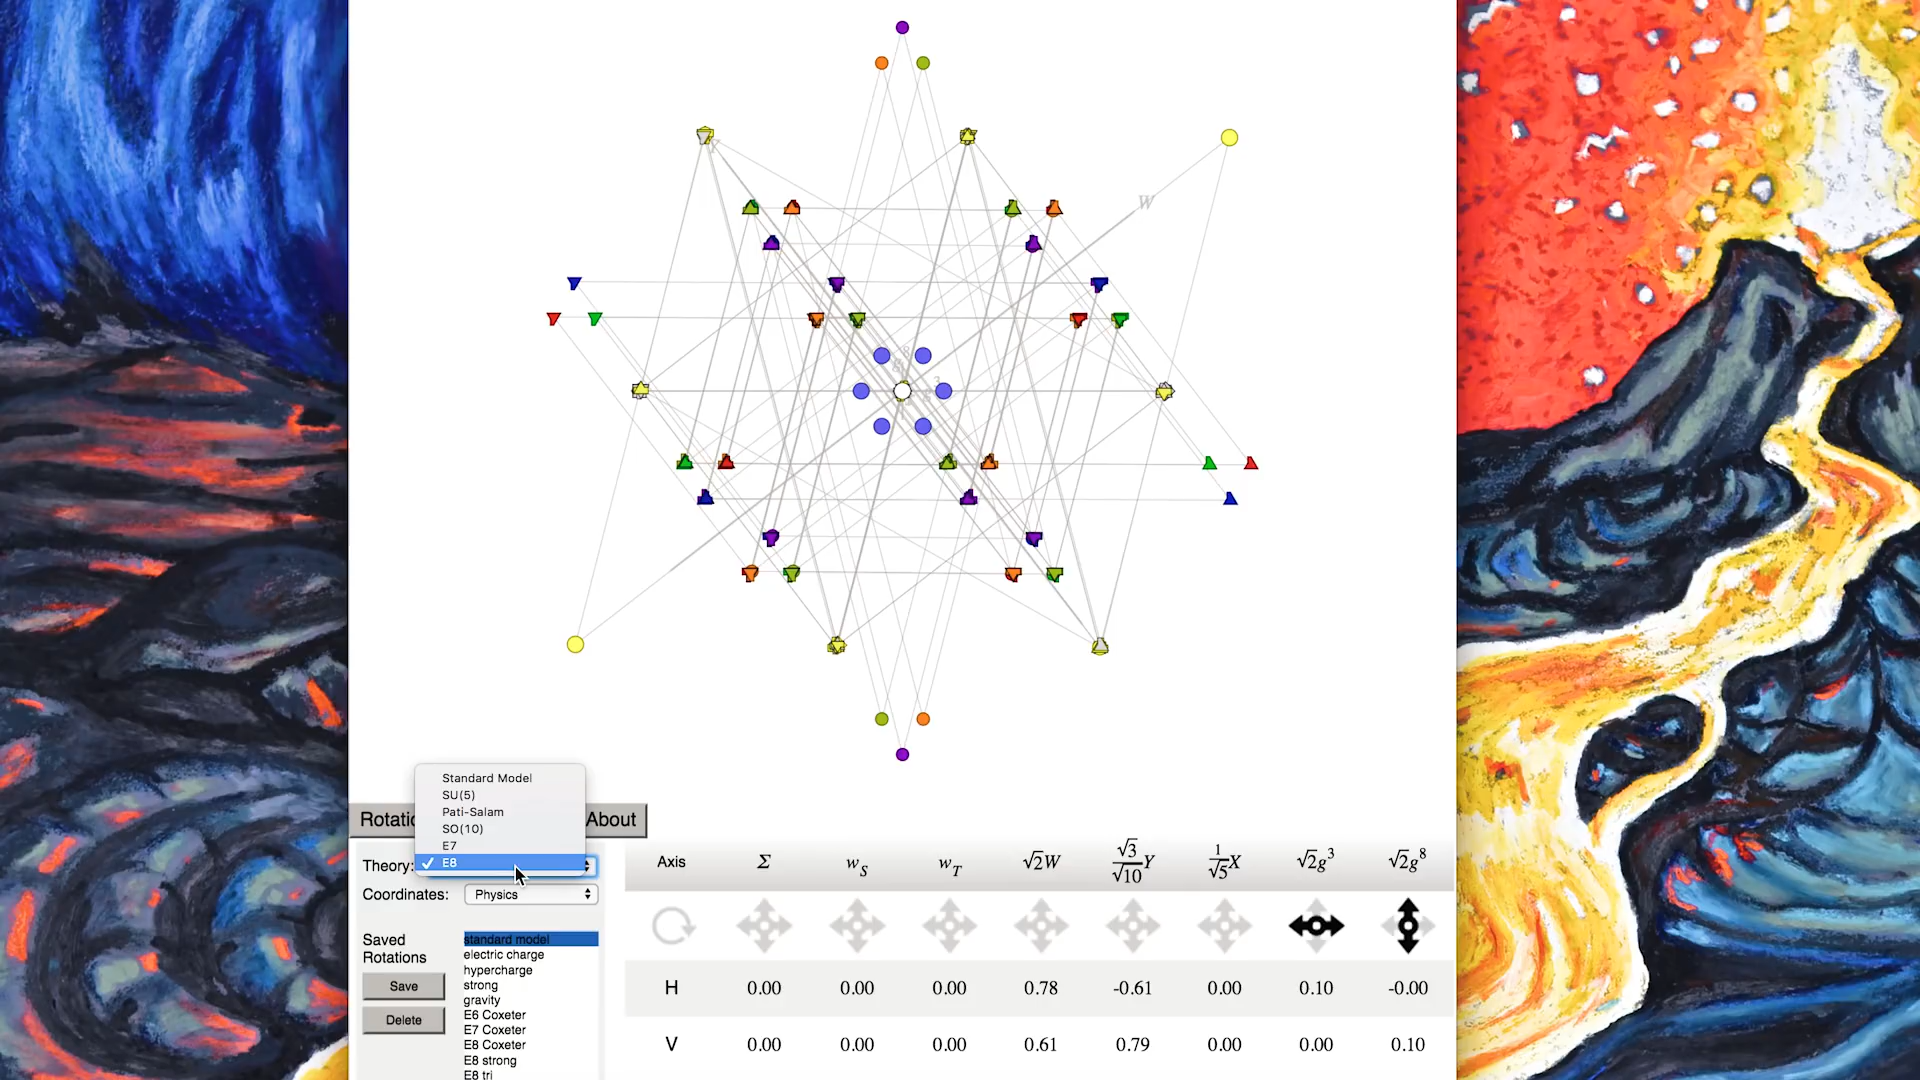 W
Standard Model
SU(5)
Pati-Salam
SO(10)
E7
✓ E8
Rotatio
About
Theory:
Coordinates: Physics
Saved Rotations
Save
Delete
standard model
electric charge
hypercharge
strong
gravity
E6 Coxeter
E7 Coxeter
E8 Coxeter
E8 strong
E8 tri
Axis Σ w_S w_T √2W √3/√10 Y 1/√5 X √2g³ √2g⁸
H 0.00 0.00 0.00 0.78 -0.61 0.00 0.10 -0.00
V 0.00 0.00 0.00 0.61 0.79 0.00 0.00 0.10